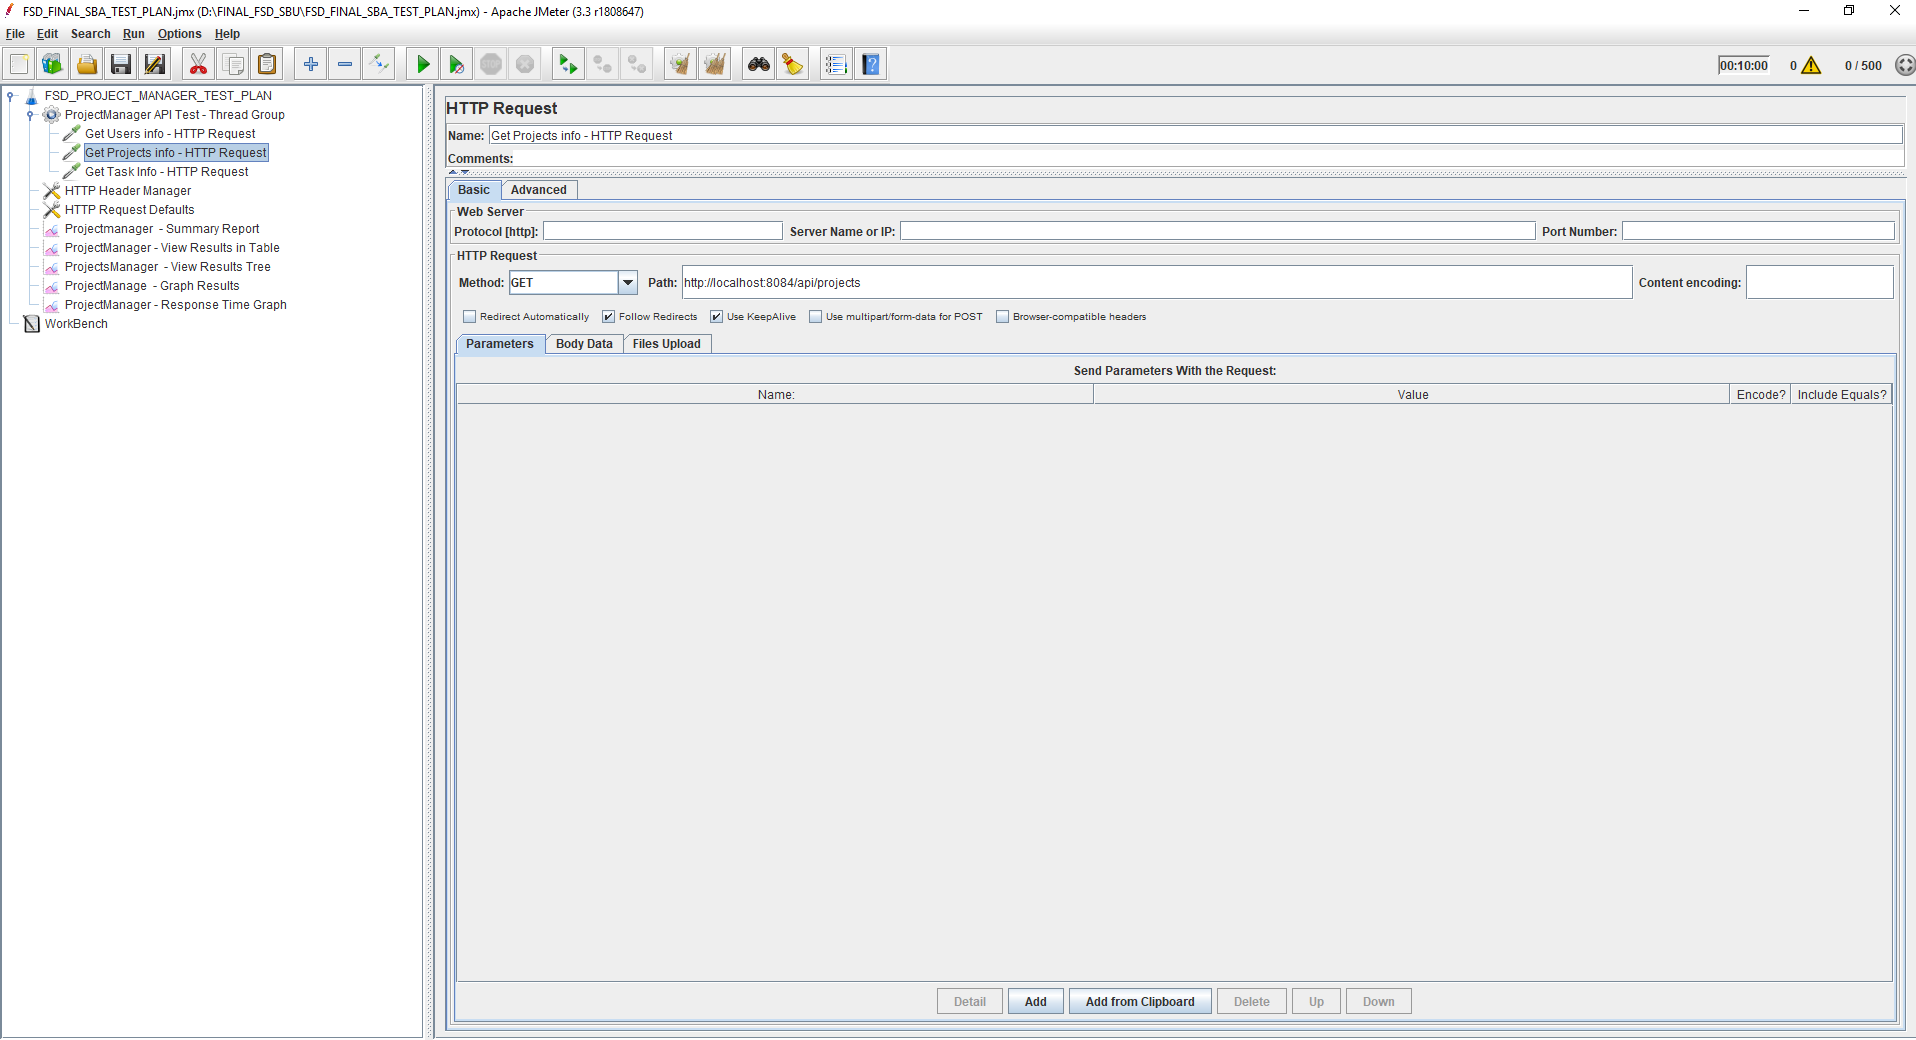 FSD_FINAL_SBA_TEST_PLAN.jmx (D:\FINAL_FSD_SBU\FSD_FINAL_SBA_TEST_PLAN.jmx) - Apache JMeter (3.3 r1808647)
File Edit Search Run Options Help
STOP 00:10:00 0 0 / 500
FSD_PROJECT_MANAGER_TEST_PLAN
ProjectManager API Test - Thread Group
Get Users info - HTTP Request
Get Projects info - HTTP Request
Get Task Info - HTTP Request
HTTP Header Manager
HTTP Request Defaults
Projectmanager  - Summary Report
ProjectManager - View Results in Table
ProjectsManager  - View Results Tree
ProjectManage  - Graph Results
ProjectManager - Response Time Graph
WorkBench
HTTP Request
Name: Get Projects info - HTTP Request
Comments:
Basic Advanced
Web Server
Protocol [http]: Server Name or IP: Port Number:
HTTP Request
Method: GET Path: http://localhost:8084/api/projects Content encoding:
Redirect Automatically Follow Redirects Use KeepAlive Use multipart/form-data for POST Browser-compatible headers
Parameters Body Data Files Upload
Send Parameters With the Request:
Name: Value Encode? Include Equals?
Detail Add Add from Clipboard Delete Up Down